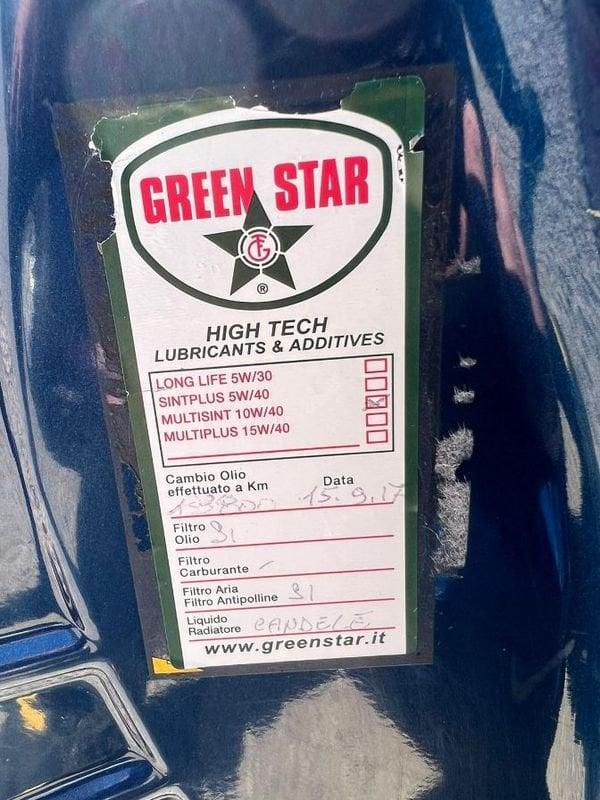 GREEN STAR
TFG
®
HIGH TECH
LUBRICANTS & ADDITIVES
LONG LIFE 5W/30
SINTPLUS 5W/40
MULTISINT 10W/40
MULTIPLUS 15W/40
Cambio Olio
effettuato a Km
Data
15.9.17
Filtro
Olio SI
Filtro
Carburante -
Filtro Aria
Filtro Antipolline SI
Liquido
Radiatore CANDELE
www.greenstar.it